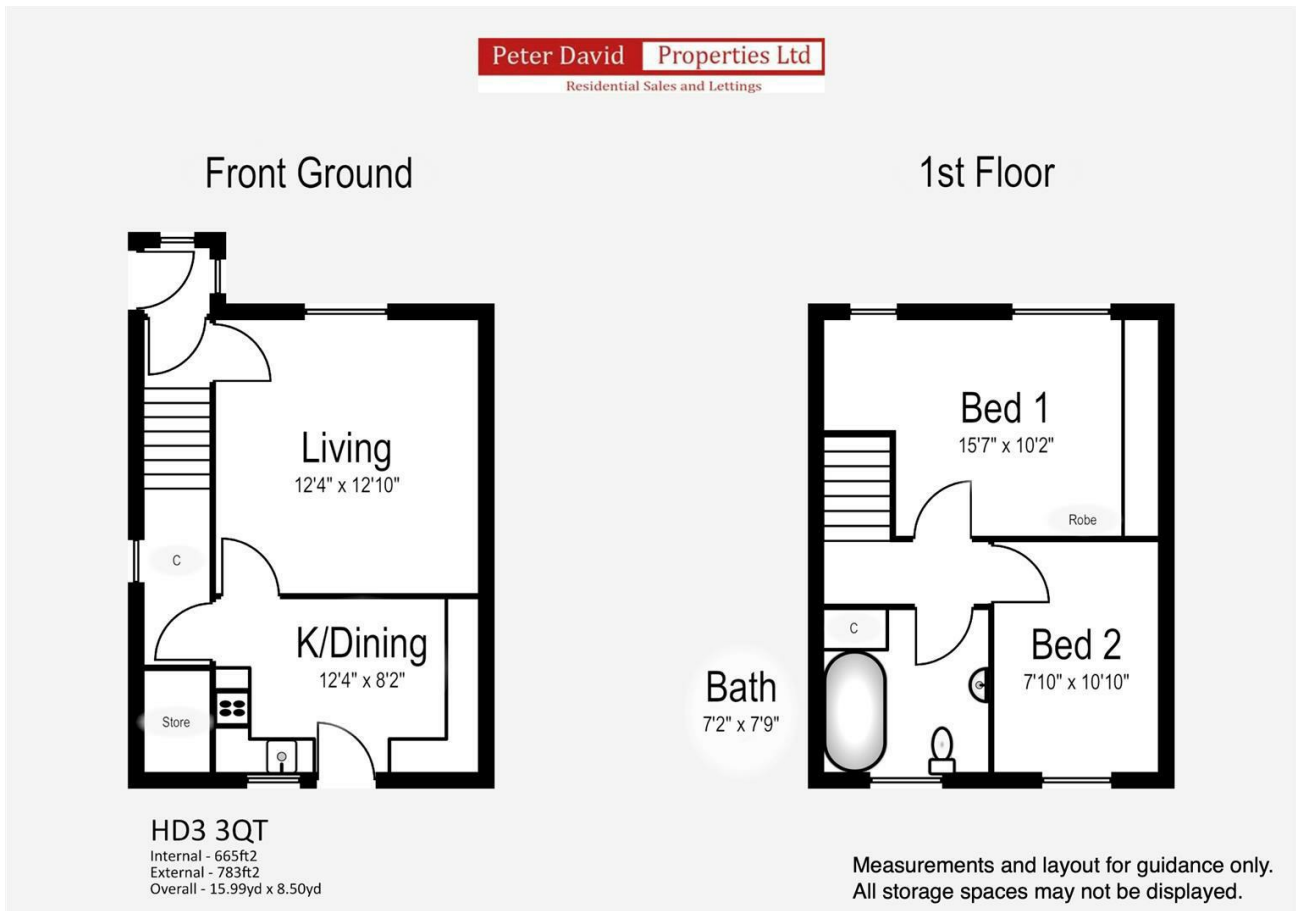 Peter David Properties Ltd
Residential Sales and Lettings
Front Ground
1st Floor
Living
12'4" x 12'10"
C
K/Dining
12'4" x 8'2"
Store
Bed 1
15'7" x 10'2"
Robe
C
Bed 2
7'10" x 10'10"
Bath
7'2" x 7'9"
HD3 3QT
Internal - 665ft2
External - 783ft2
Overall - 15.99yd x 8.50yd
Measurements and layout for guidance only.
All storage spaces may not be displayed.